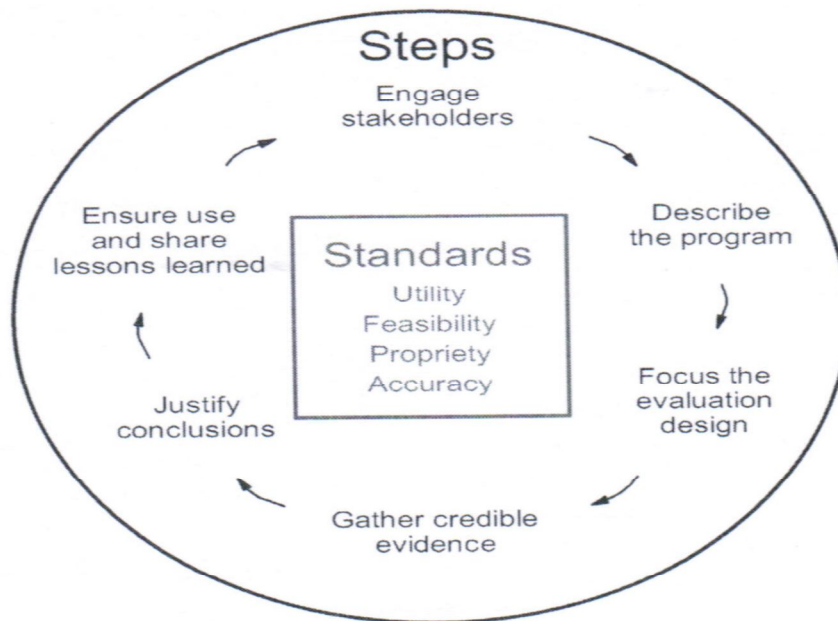 Steps
Engage
stakeholders
Describe
the program
Focus the
evaluation
design
Gather credible
evidence
Justify
conclusions
Ensure use
and share
lessons learned
Standards
Utility
Feasibility
Propriety
Accuracy